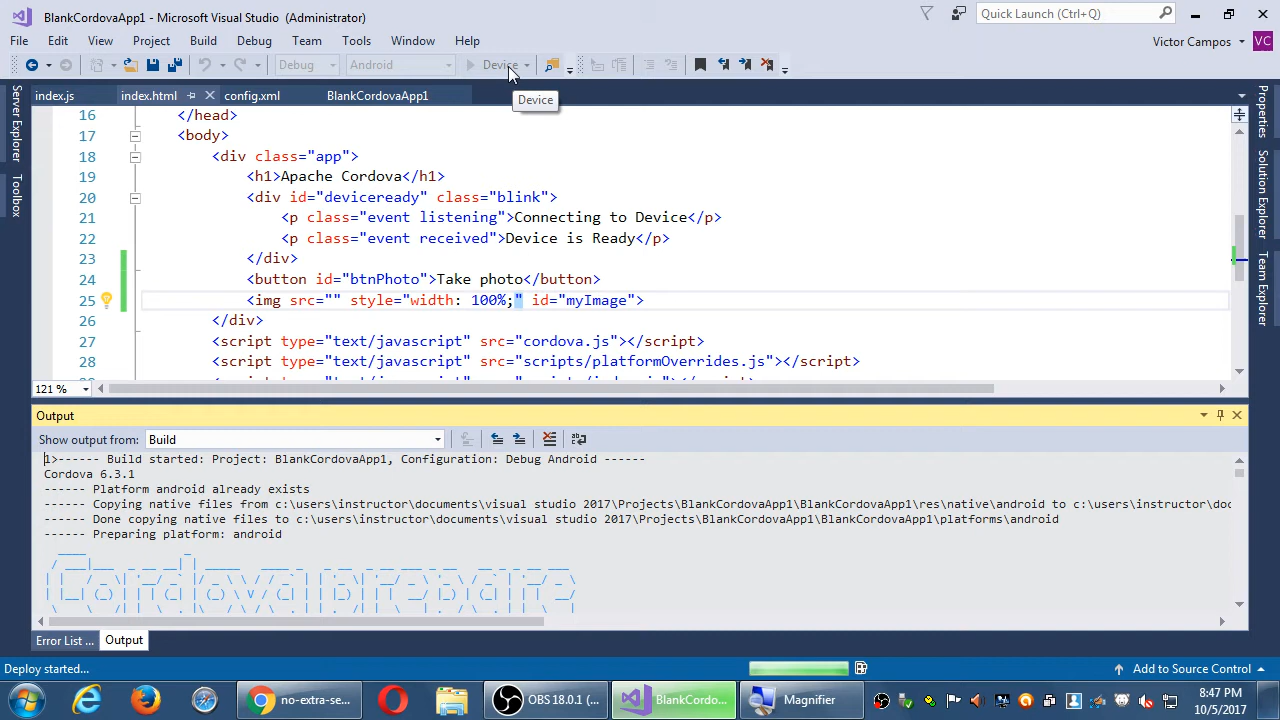 BlankCordovaApp1 - Microsoft Visual Studio (Administrator)
Quick Launch (Ctrl+Q)
File Edit View Project Build Debug Team Tools Window Help
Victor Campos VC
Debug Android Device
index.js index.html config.xml BlankCordovaApp1
Device
Server Explorer
Toolbox
Properties
Solution Explorer
Team Explorer
16 </head>
17 <body>
18 <div class="app">
19 <h1>Apache Cordova</h1>
20 <div id="deviceready" class="blink">
21 <p class="event listening">Connecting to Device</p>
22 <p class="event received">Device is Ready</p>
23 </div>
24 <button id="btnPhoto">Take photo</button>
25 <img src="" style="width: 100%;" id="myImage">
26 </div>
27 <script type="text/javascript" src="cordova.js"></script>
28 <script type="text/javascript" src="scripts/platformOverrides.js"></script>
121 %
Output
Show output from: Build
1>------ Build started: Project: BlankCordovaApp1, Configuration: Debug Android ------
Cordova 6.3.1
------ Platform android already exists
------ Copying native files from c:\users\instructor\documents\visual studio 2017\Projects\BlankCordovaApp1\BlankCordovaApp1\res\native\android to c:\users\instructor\do
------ Done copying native files to c:\users\instructor\documents\visual studio 2017\Projects\BlankCordovaApp1\BlankCordovaApp1\platforms\android
------ Preparing platform: android
Error List ... Output
Deploy started...
Add to Source Control
no-extra-se...
OBS 18.0.1 (...
BlankCordo...
Magnifier
8:47 PM
10/5/2017